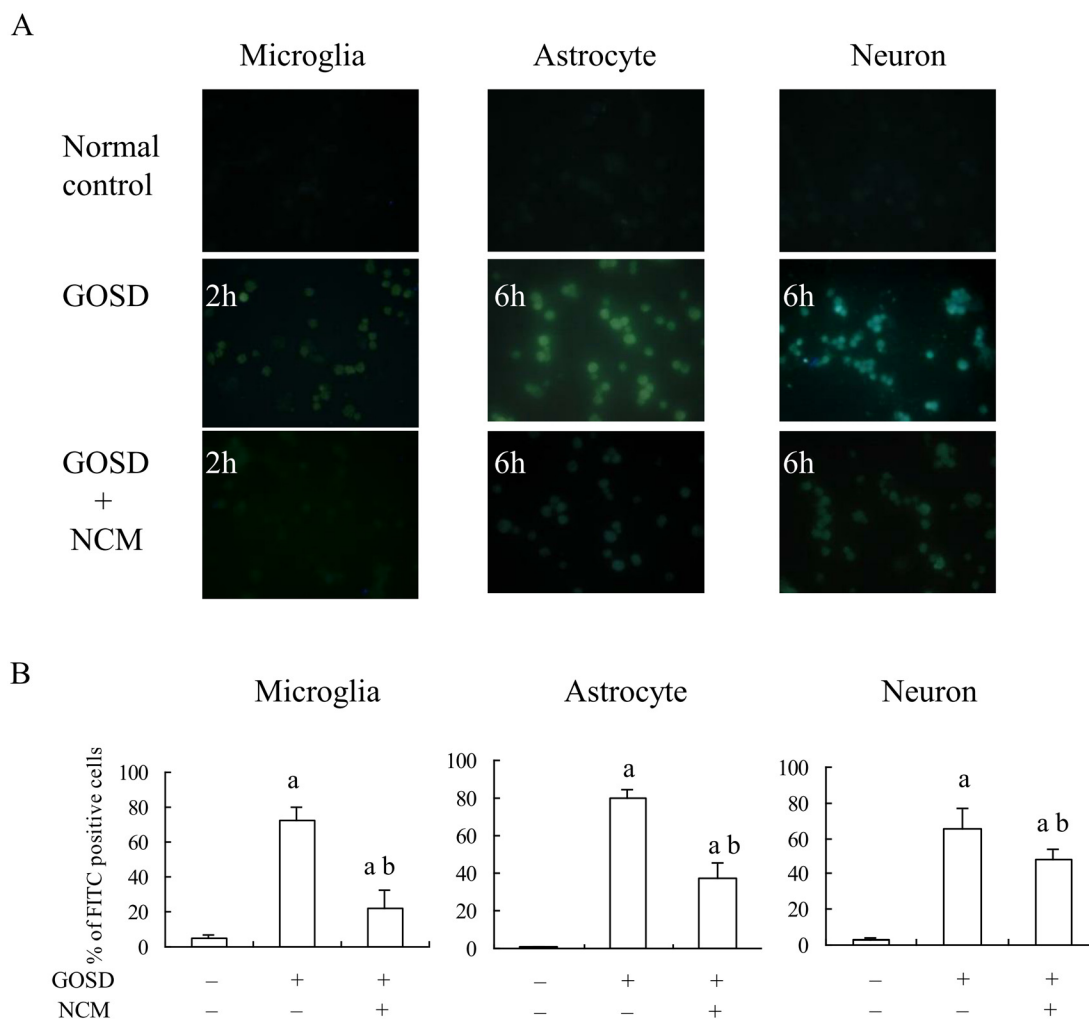 A
Microglia Astrocyte Neuron
Normal
control
GOSD 2h 6h 6h
GOSD
+
NCM
2h 6h 6h
B
Microglia Astrocyte Neuron
% of FITC positive cells
100 80 60 40 20 0
a a b
100 80 60 40 20 0
a a b
100 80 60 40 20 0
a a b
GOSD – + + – + + – + +
NCM – – + – – + – – +